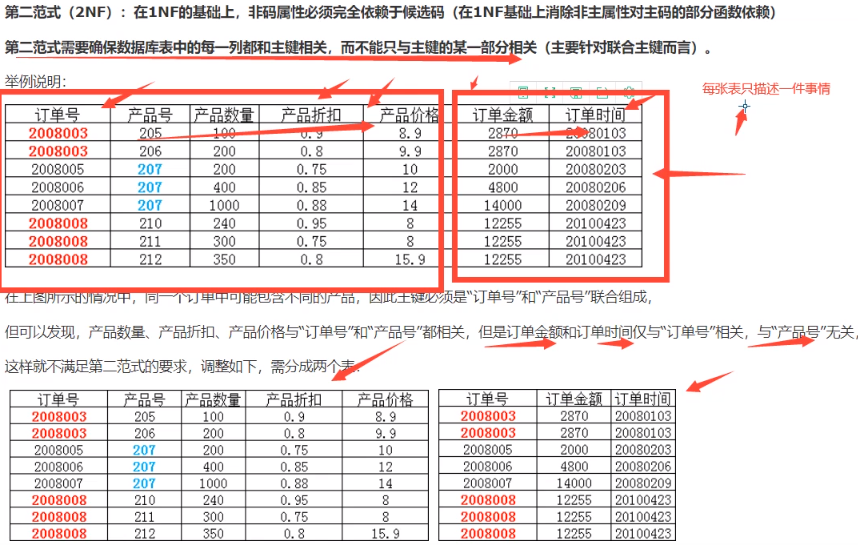 第二范式（2NF）：在1NF的基础上，非码属性必须完全依赖于候选码（在1NF基础上消除非主属性对主码的部分函数依赖）
第二范式需要确保数据库表中的每一列都和主键相关，而不能只与主键的某一部分相关（主要针对联合主键而言）。
举例说明：
每张表只描述一件事情
订单号 产品号 产品数量 产品折扣 产品价格 订单金额 订单时间
2008003 205 100 0.9 8.9 2870 20080103
2008003 206 200 0.8 9.9 2870 20080103
2008005 207 200 0.75 10 2000 20080203
2008006 207 400 0.85 12 4800 20080206
2008007 207 1000 0.88 14 14000 20080209
2008008 210 240 0.95 8 12255 20100423
2008008 211 300 0.75 8 12255 20100423
2008008 212 350 0.8 15.9 12255 20100423
在上图所示的情况中，同一个订单中可能包含不同的产品，因此主键必须是“订单号”和“产品号”联合组成，
但可以发现，产品数量、产品折扣、产品价格与“订单号”和“产品号”都相关，但是订单金额和订单时间仅与“订单号”相关，与“产品号”无关，
这样就不满足第二范式的要求，调整如下，需分成两个表：
订单号 产品号 产品数量 产品折扣 产品价格 订单号 订单金额 订单时间
2008003 205 100 0.9 8.9 2008003 2870 20080103
2008003 206 200 0.8 9.9 2008003 2870 20080103
2008005 207 200 0.75 10 2008005 2000 20080203
2008006 207 400 0.85 12 2008006 4800 20080206
2008007 207 1000 0.88 14 2008007 14000 20080209
2008008 210 240 0.95 8 2008008 12255 20100423
2008008 211 300 0.75 8 2008008 12255 20100423
2008008 212 350 0.8 15.9 2008008 12255 20100423